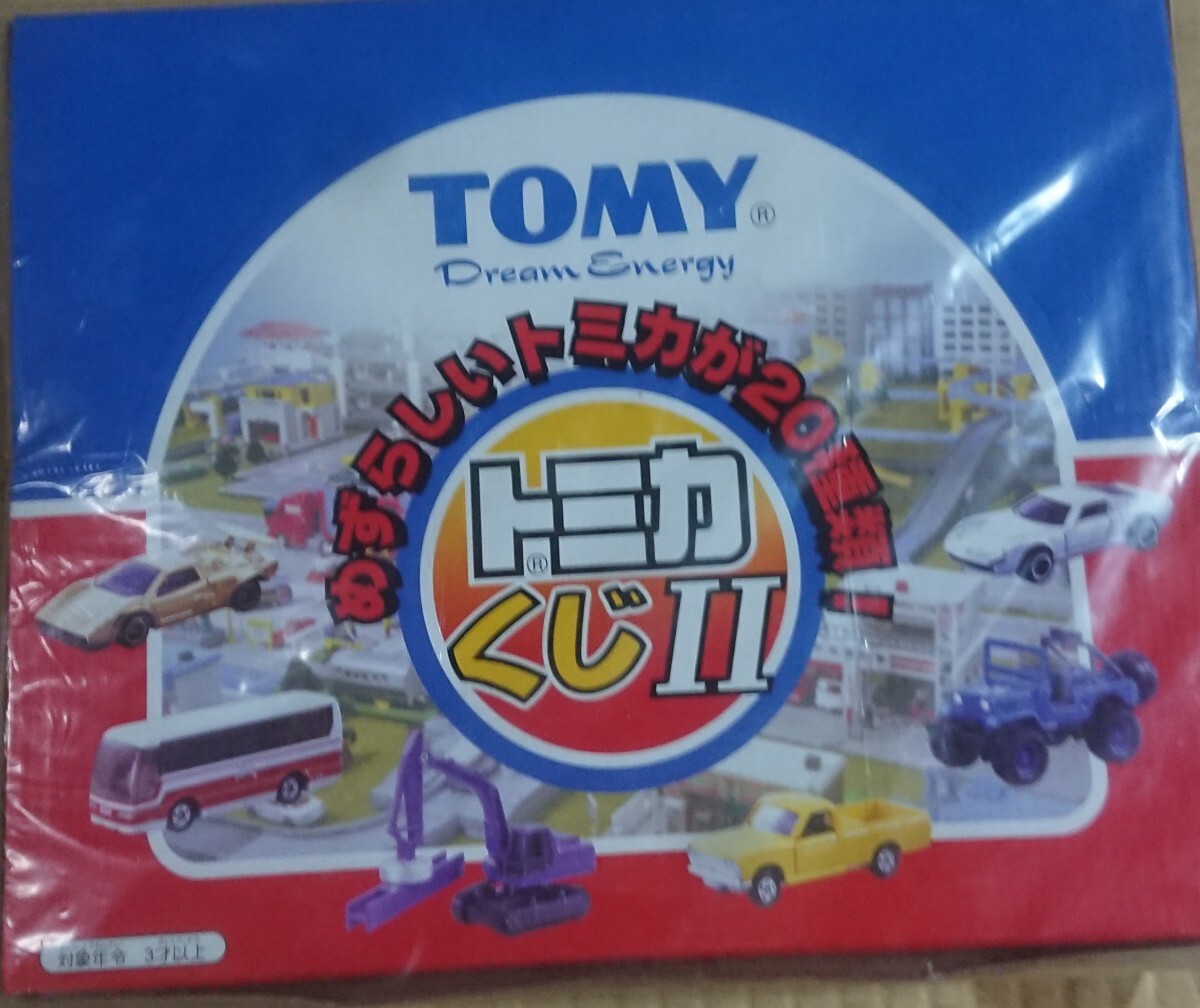 TOMY®
Dream Energy
めずらしいトミカが20種類!
トミカ®
くじII
対象年令 3才以上